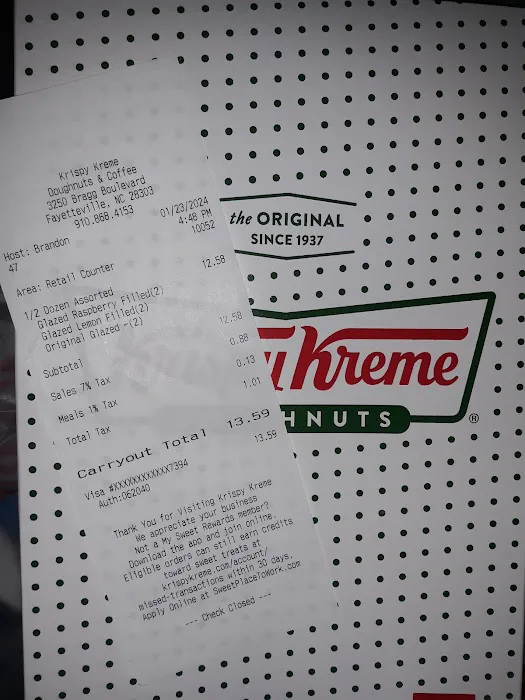 Krispy Kreme
Doughnuts & Coffee
3250 Bragg Boulevard
Fayetteville, NC 28303
910.868.4153
01/23/2024
Host: Brandon 4:48 PM
47 10052
Area: Retail Counter
1/2 Dozen Assorted 12.58
Glazed Raspberry Filled(2)
Glazed Lemon Filled(2)
Original Glazed -(2)
Subtotal 12.58
Sales 7% Tax 0.88
Meals 1% Tax 0.13
Total Tax 1.01
Carryout Total 13.59
Visa #XXXXXXXXXXXX7394 13.59
Auth:062040
Thank You for Visiting Krispy Kreme
We appreciate your business
Not a My Sweet Rewards member?
Download the app and join online.
Eligible orders can still earn credits
toward sweet treats at
krispykreme.com/account/
missed-transactions within 30 days.
Apply Online at SweetPlaceToWork.com
--- Check Closed ---
the ORIGINAL
SINCE 1937
Kreme
HNUTS
®